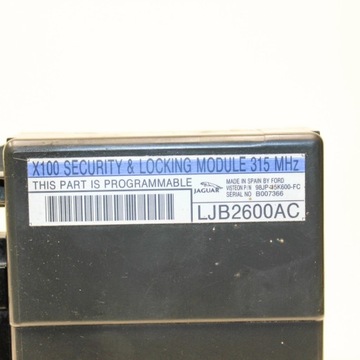 X100 SECURITY & LOCKING MODULE 315 MHz
THIS PART IS PROGRAMMABLE
JAGUAR
MADE IN SPAIN BY FORD
VISTEON P/N 98JP-15K600-FC
SERIAL NO B007366
LJB2600AC